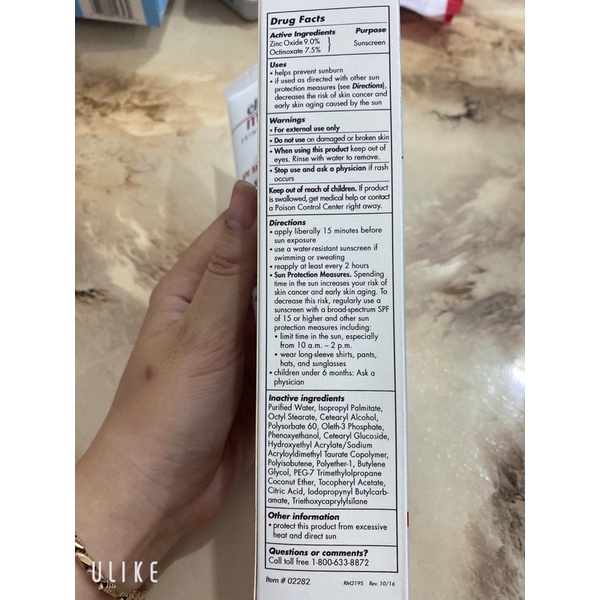 Drug Facts
Active Ingredients Purpose
Zinc Oxide 9.0%
Octinoxate 7.5% } Sunscreen
Uses
• helps prevent sunburn
• if used as directed with other sun
protection measures (see Directions),
decreases the risk of skin cancer and
early skin aging caused by the sun
Warnings
• For external use only
• Do not use on damaged or broken skin
• When using this product keep out of
eyes. Rinse with water to remove.
• Stop use and ask a physician if rash
occurs
Keep out of reach of children. If product
is swallowed, get medical help or contact
a Poison Control Center right away.
Directions
• apply liberally 15 minutes before
sun exposure
• use a water-resistant sunscreen if
swimming or sweating
• reapply at least every 2 hours
• Sun Protection Measures. Spending
time in the sun increases your risk of
skin cancer and early skin aging. To
decrease this risk, regularly use a
sunscreen with a broad-spectrum SPF
of 15 or higher and other sun
protection measures including:
• limit time in the sun, especially
from 10 a.m. – 2 p.m.
• wear long-sleeve shirts, pants,
hats, and sunglasses
• children under 6 months: Ask a
physician
Inactive ingredients
Purified Water, Isopropyl Palmitate,
Octyl Stearate, Cetearyl Alcohol,
Polysorbate 60, Oleth-3 Phosphate,
Phenoxyethanol, Cetearyl Glucoside,
Hydroxyethyl Acrylate/Sodium
Acryloyldimethyl Taurate Copolymer,
Polyisobutene, Polyether-1, Butylene
Glycol, PEG-7 Trimethylolpropane
Coconut Ether, Tocopheryl Acetate,
Citric Acid, Iodopropynyl Butylcarb-
amate, Triethoxycaprylylsilane
Other information
• protect this product from excessive
heat and direct sun
Questions or comments?
Call toll free 1-800-633-8872
Item # 02282 RM2195 Rev. 10/16
ULIKE